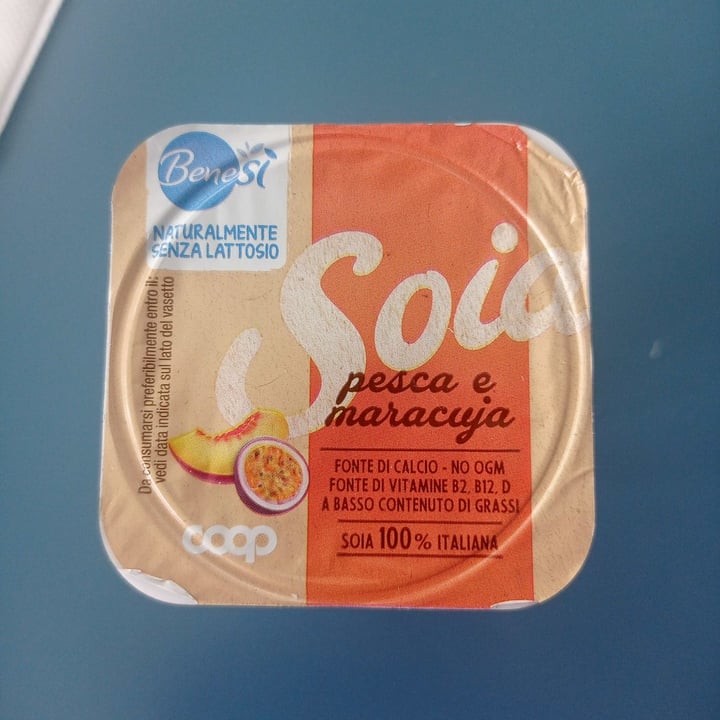 Benesì
NATURALMENTE
SENZA LATTOSIO
Da consumarsi preferibilmente entro il:
vedi data indicata sul lato del vasetto
Soia
pesca e
maracuja
FONTE DI CALCIO - NO OGM
FONTE DI VITAMINE B2, B12, D
A BASSO CONTENUTO DI GRASSI
SOIA 100% ITALIANA
coop